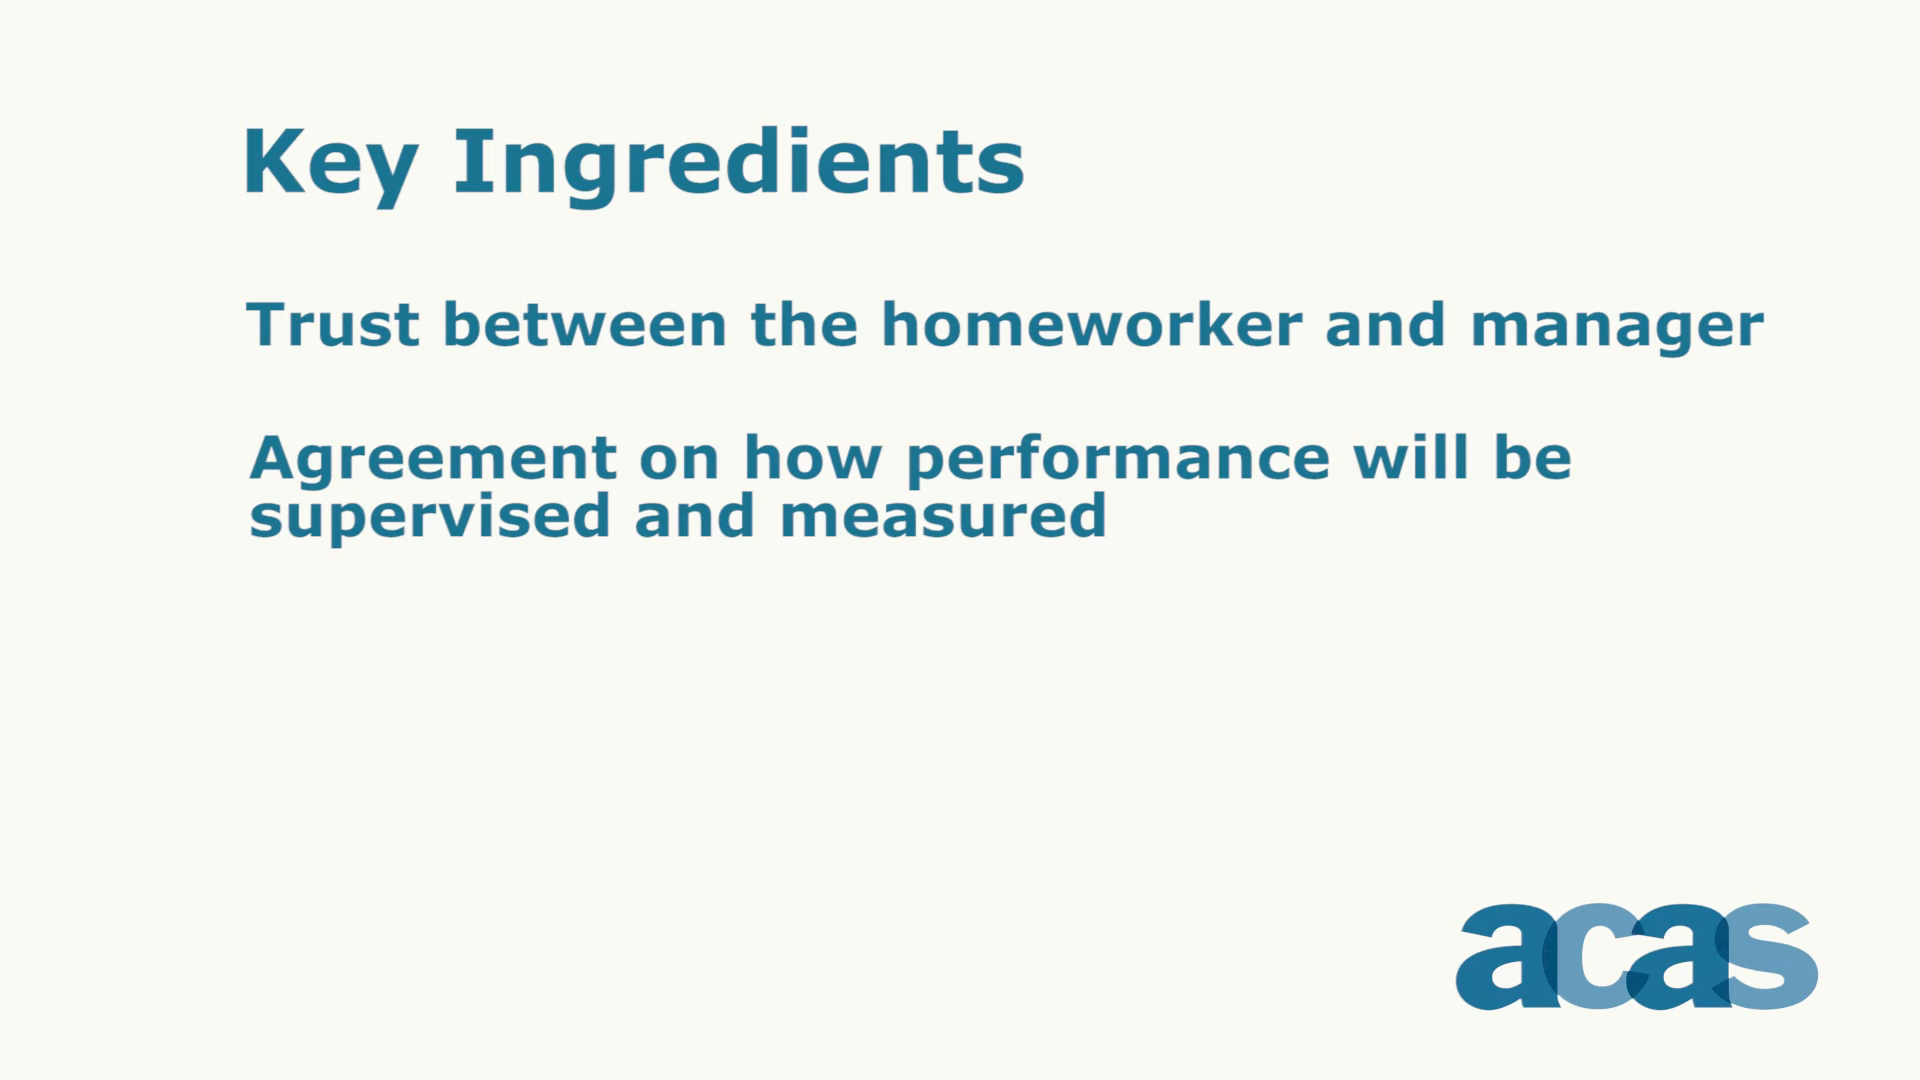 Key Ingredients
Trust between the homeworker and manager
Agreement on how performance will be
supervised and measured
acas